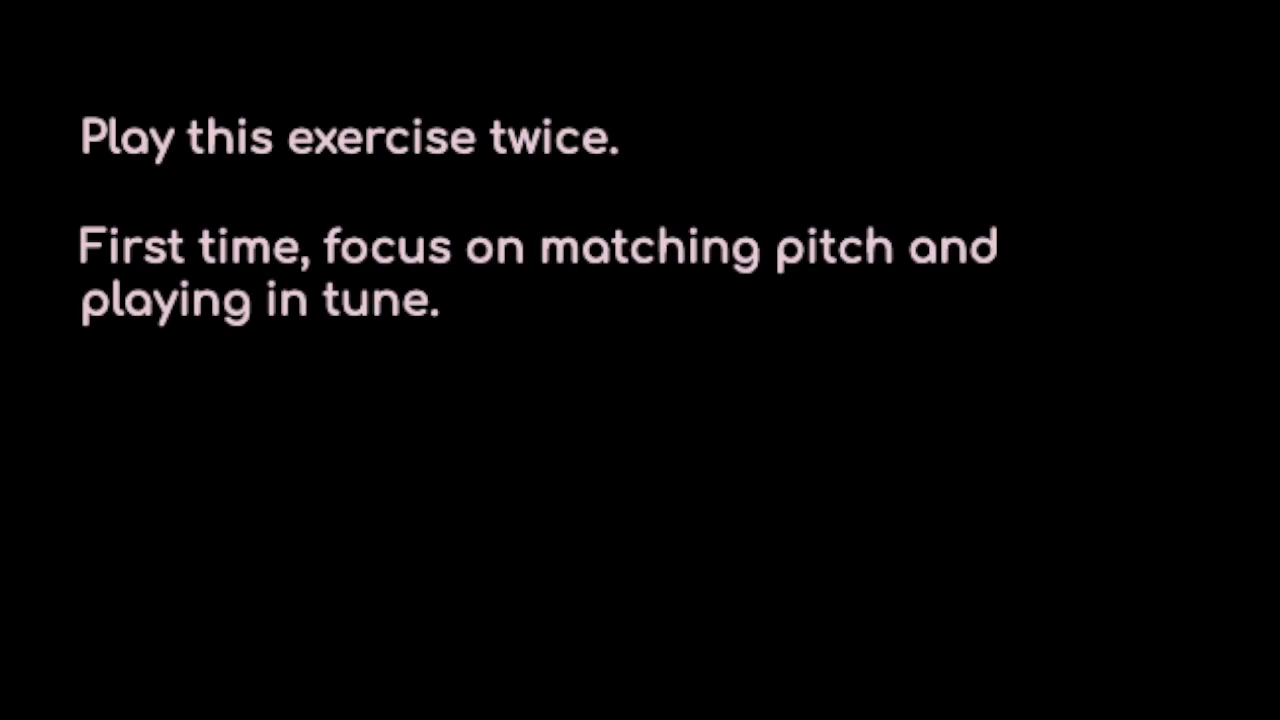 Play this exercise twice.
First time, focus on matching pitch and
playing in tune.